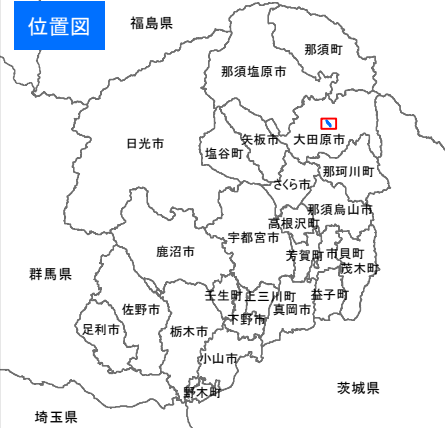 位置図
福島県
那須町
那須塩原市
日光市
矢板市
大田原市
塩谷町
那珂川町
さくら市
那須烏山市
高根沢町
宇都宮市
鹿沼市
芳賀町
市貝町
茂木町
群馬県
壬生町
上三川町
益子町
佐野市
真岡市
下野市
足利市
栃木市
小山市
野木町
茨城県
埼玉県